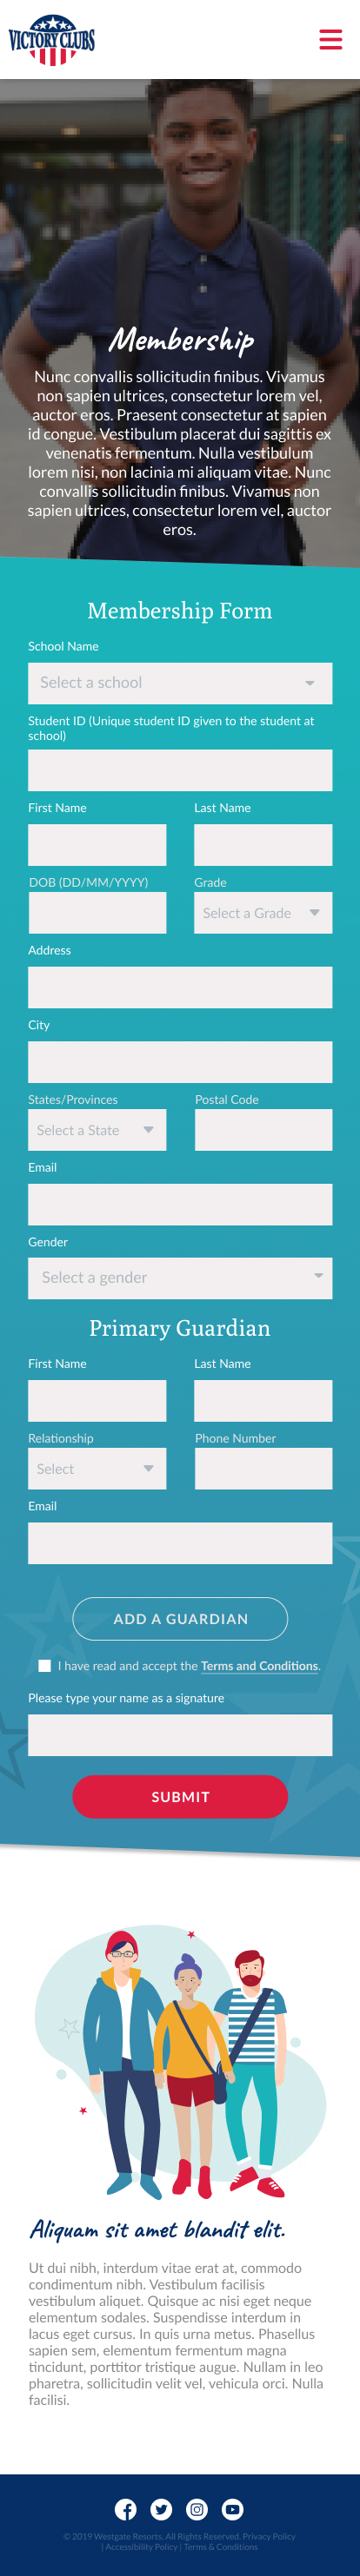 VICTORY CLUBS
Membership
Nunc convallis sollicitudin finibus. Vivamus
non sapien ultrices, consectetur lorem vel,
auctor eros. Praesent consectetur at sapien
id congue. Vestibulum placerat dui sagittis ex
venenatis fermentum. Nulla vestibulum
lorem nisi, non lacinia mi aliquam vitae. Nunc
convallis sollicitudin finibus. Vivamus non
sapien ultrices, consectetur lorem vel, auctor
eros.
Membership Form
School Name
Select a school
Student ID (Unique student ID given to the student at
school)
First Name Last Name
DOB (DD/MM/YYYY) Grade
Select a Grade
Address
City
States/Provinces Postal Code
Select a State
Email
Gender
Select a gender
Primary Guardian
First Name Last Name
Relationship Phone Number
Select
Email
ADD A GUARDIAN
I have read and accept the Terms and Conditions.
Please type your name as a signature
SUBMIT
Aliquam sit amet blandit elit.
Ut dui nibh, interdum vitae erat at, commodo
condimentum nibh. Vestibulum facilisis
vestibulum aliquet. Quisque ac nisi eget neque
elementum sodales. Suspendisse interdum in
lacus eget cursus. In quis urna metus. Phasellus
sapien sem, elementum fermentum magna
tincidunt, porttitor tristique augue. Nullam in leo
pharetra, sollicitudin velit vel, vehicula orci. Nulla
facilisi.
© 2019 Westgate Resorts. All Rights Reserved. Privacy Policy
| Accessibility Policy | Terms & Conditions